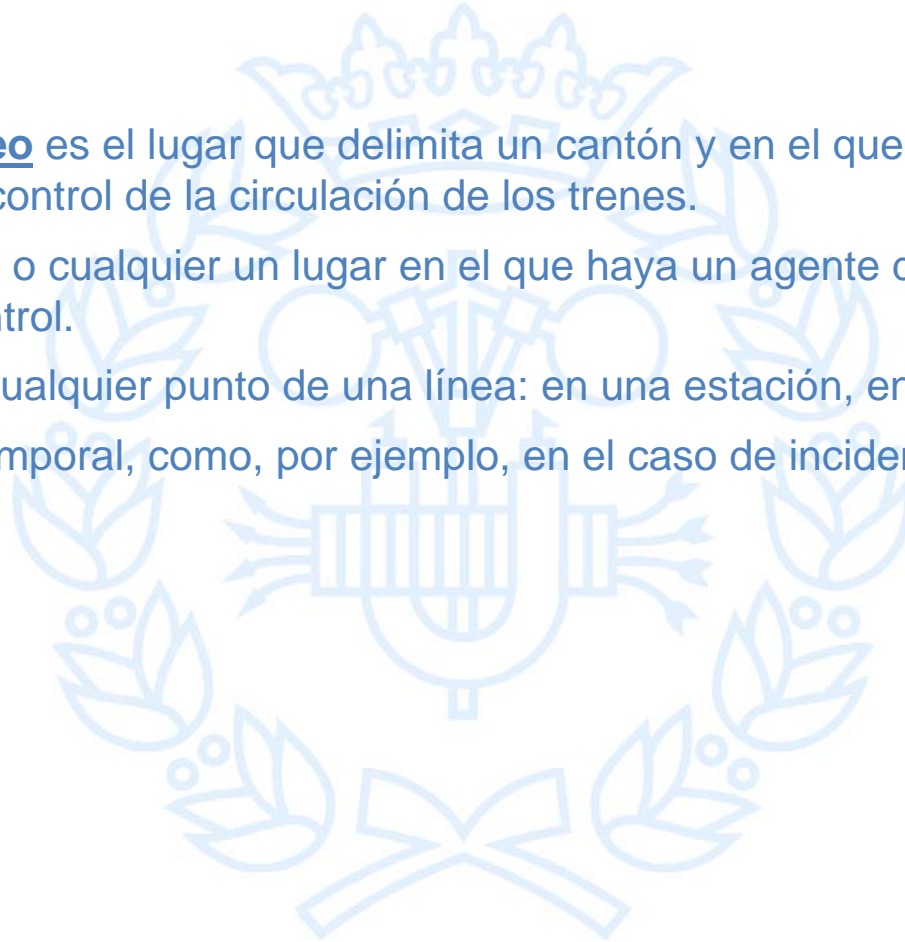 eo es el lugar que delimita un cantón y en el que
control de la circulación de los trenes.
o cualquier un lugar en el que haya un agente
ntrol.
ualquier punto de una línea: en una estación, en
mporal, como, por ejemplo, en el caso de inciden